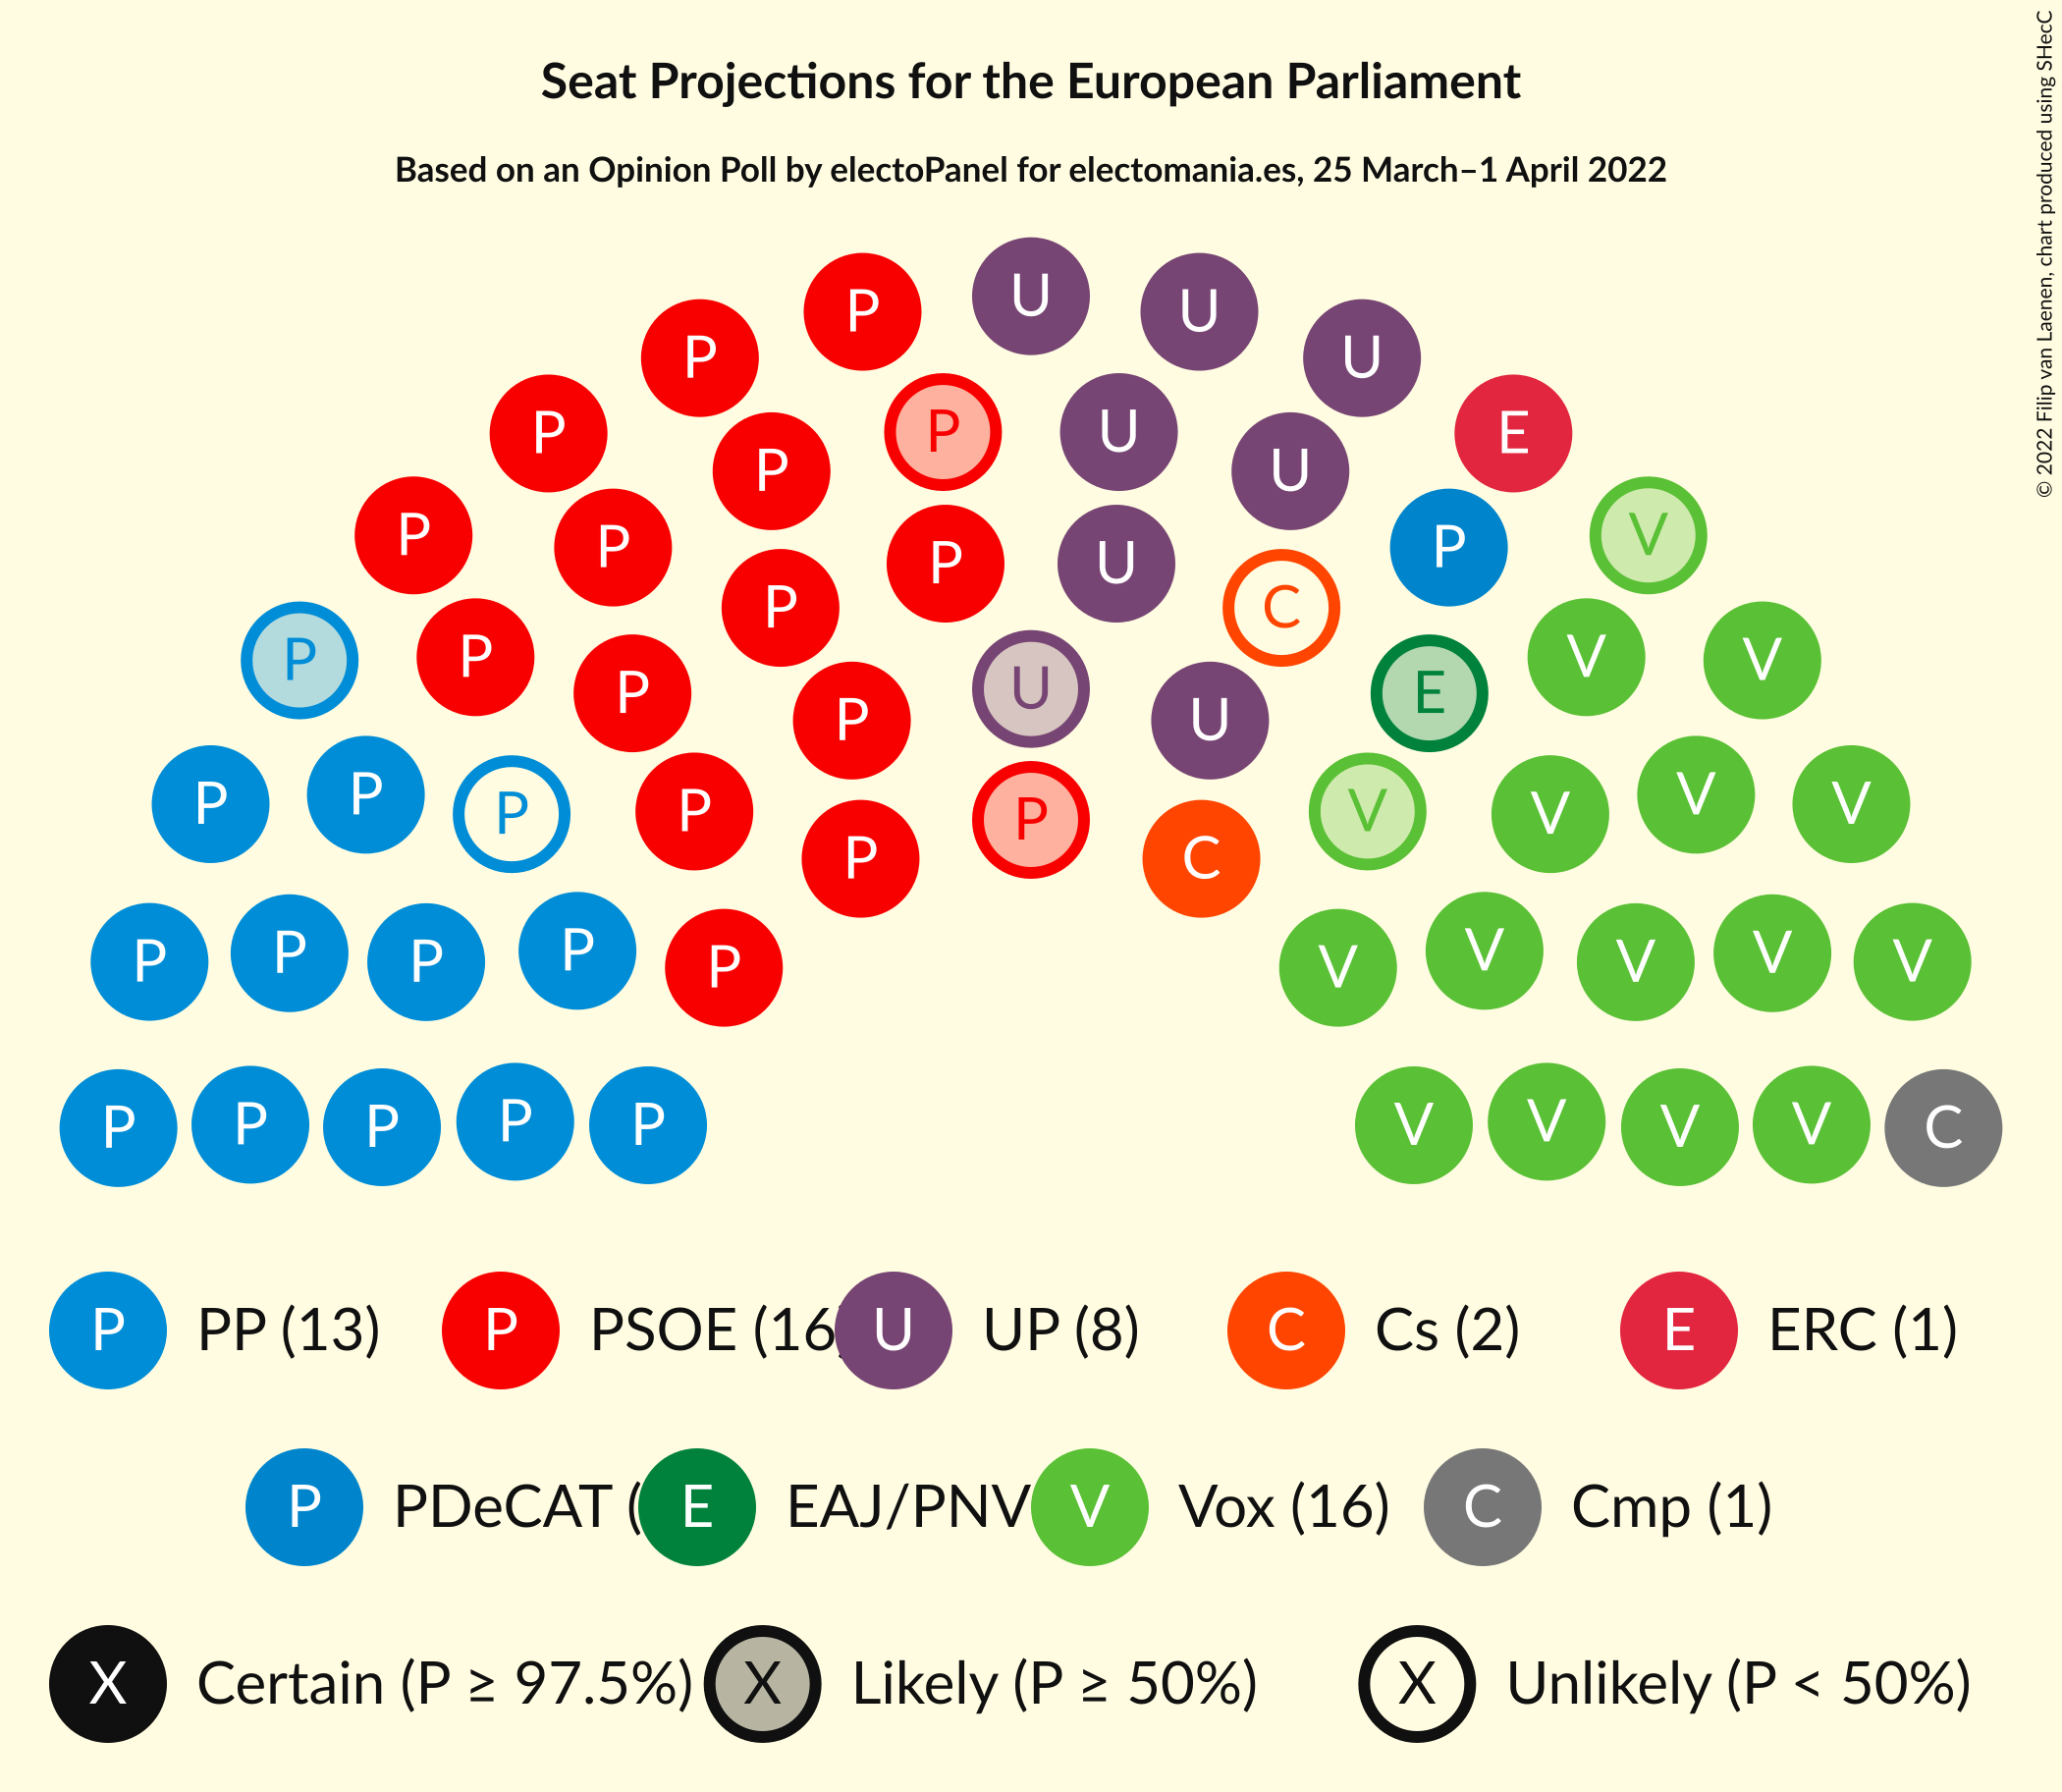 Seat Projections for the European Parliament
Based on an Opinion Poll by electoPanel for electomania.es, 25 March–1 April 2022
© 2022 Filip van Laenen, chart produced using SHecC
U
P U
P U
P P U E
P U
P P P V
P P U
P C
P P V V
P E
U
P U
P P V V
P P V V
P C
P P P P P V V V V V
P P P P P V V V V C
P PP (13) P PSOE (16 U UP (8) C Cs (2) E ERC (1)
P PDeCAT ( E EAJ/PNV V Vox (16) C Cmp (1)
X Certain (P ≥ 97.5%) X Likely (P ≥ 50%) X Unlikely (P < 50%)